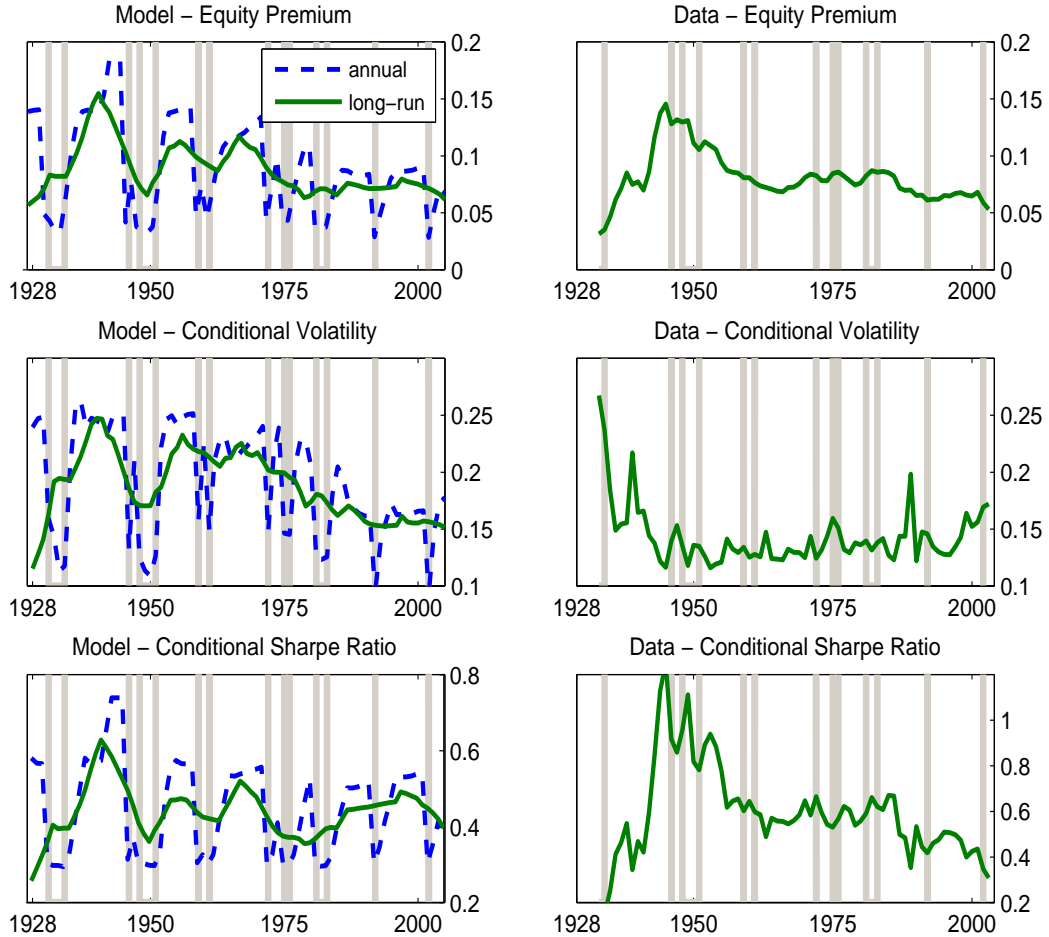 Model – Equity Premium
annual
long–run
0.2
0.15
0.1
0.05
0
1928 1950 1975 2000
Data – Equity Premium
0.2
0.15
0.1
0.05
0
1928 1950 1975 2000
Model – Conditional Volatility
0.25
0.2
0.15
0.1
1928 1950 1975 2000
Data – Conditional Volatility
0.25
0.2
0.15
0.1
1928 1950 1975 2000
Model – Conditional Sharpe Ratio
0.8
0.6
0.4
0.2
1928 1950 1975 2000
Data – Conditional Sharpe Ratio
1
0.8
0.6
0.4
0.2
1928 1950 1975 2000